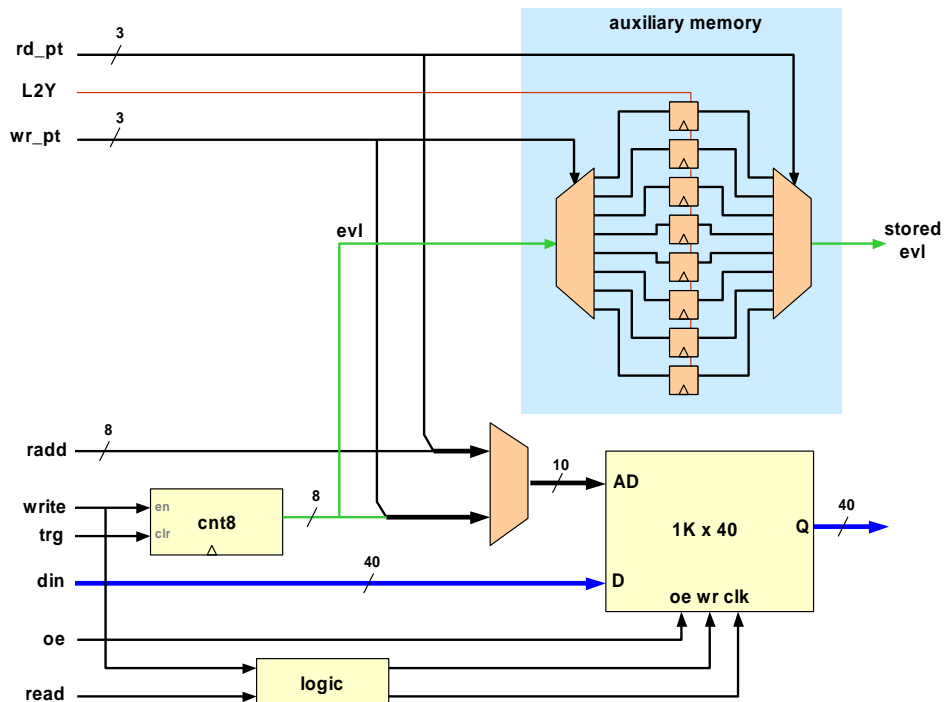 auxiliary memory
rd_pt
3
L2Y
wr_pt
3
evl
stored
evl
radd
8
10
AD
write
en
cnt8
8
trg
clr
1K x 40
Q
40
din
40
D
oe wr clk
oe
logic
read